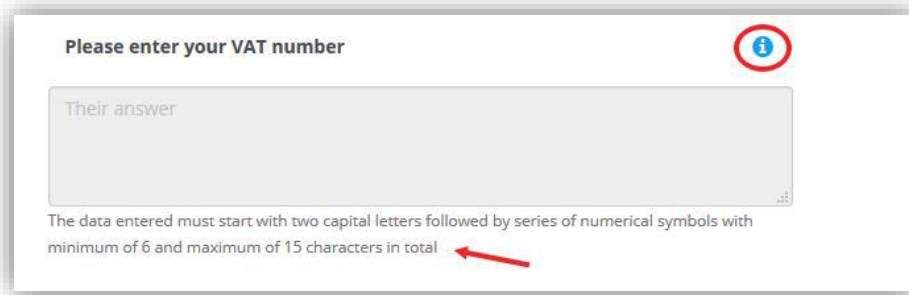 Please enter your VAT number
i
Their answer
The data entered must start with two capital letters followed by series of numerical symbols with
minimum of 6 and maximum of 15 characters in total